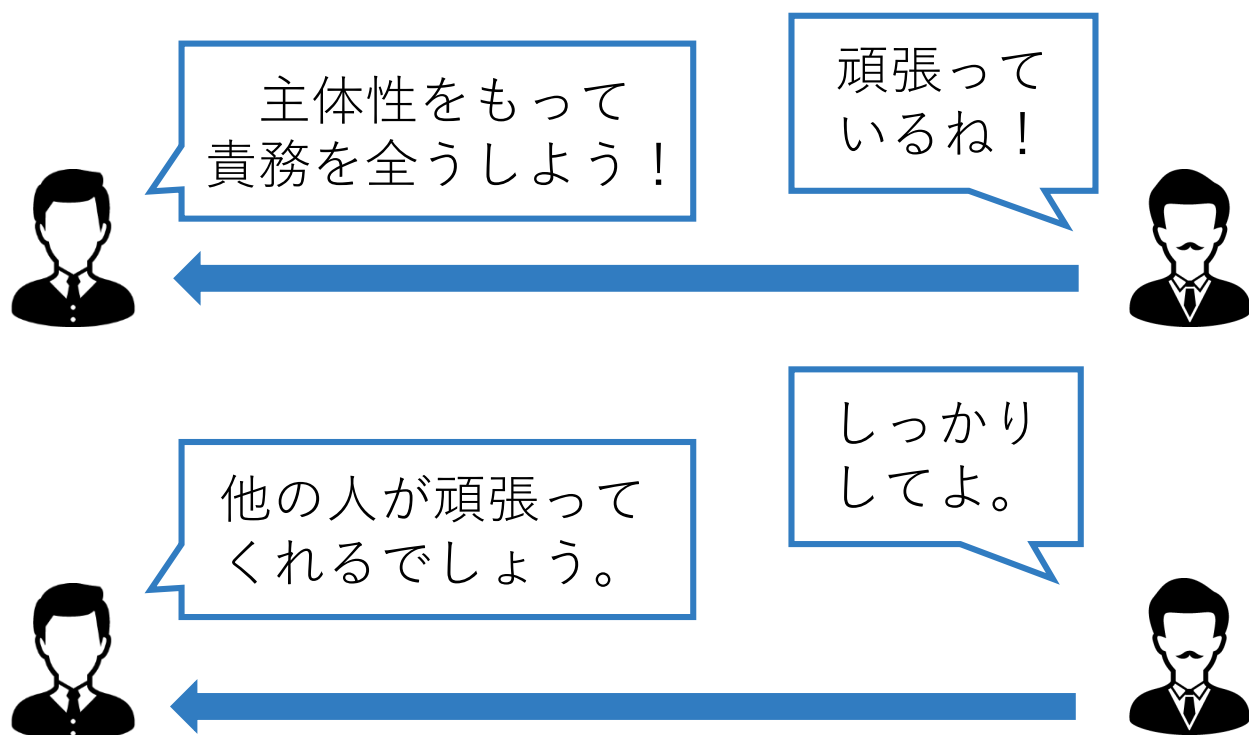 主体性をもって
責務を全うしよう！
頑張って
いるね！
他の人が頑張って
くれるでしょう。
しっかり
してよ。